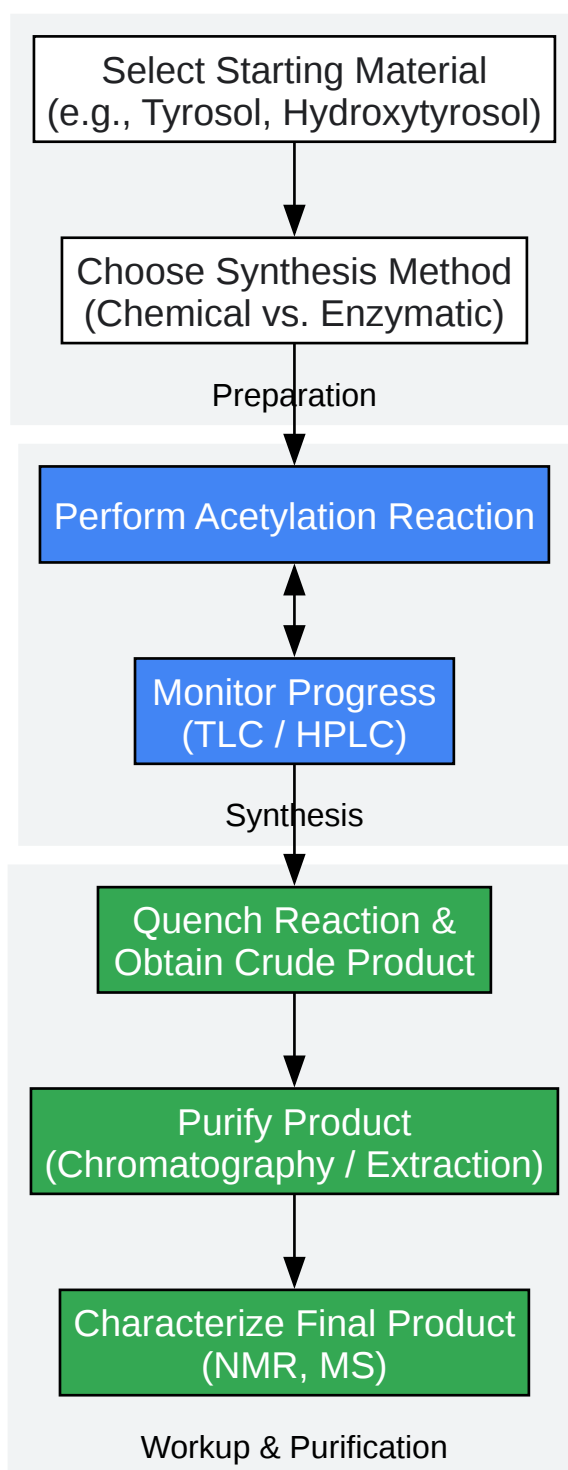 Select Starting Material
(e.g., Tyrosol, Hydroxytyrosol)
Choose Synthesis Method
(Chemical vs. Enzymatic)
Preparation
Perform Acetylation Reaction
Monitor Progress
(TLC / HPLC)
Synthesis
Quench Reaction &
Obtain Crude Product
Purify Product
(Chromatography / Extraction)
Characterize Final Product
(NMR, MS)
Workup & Purification